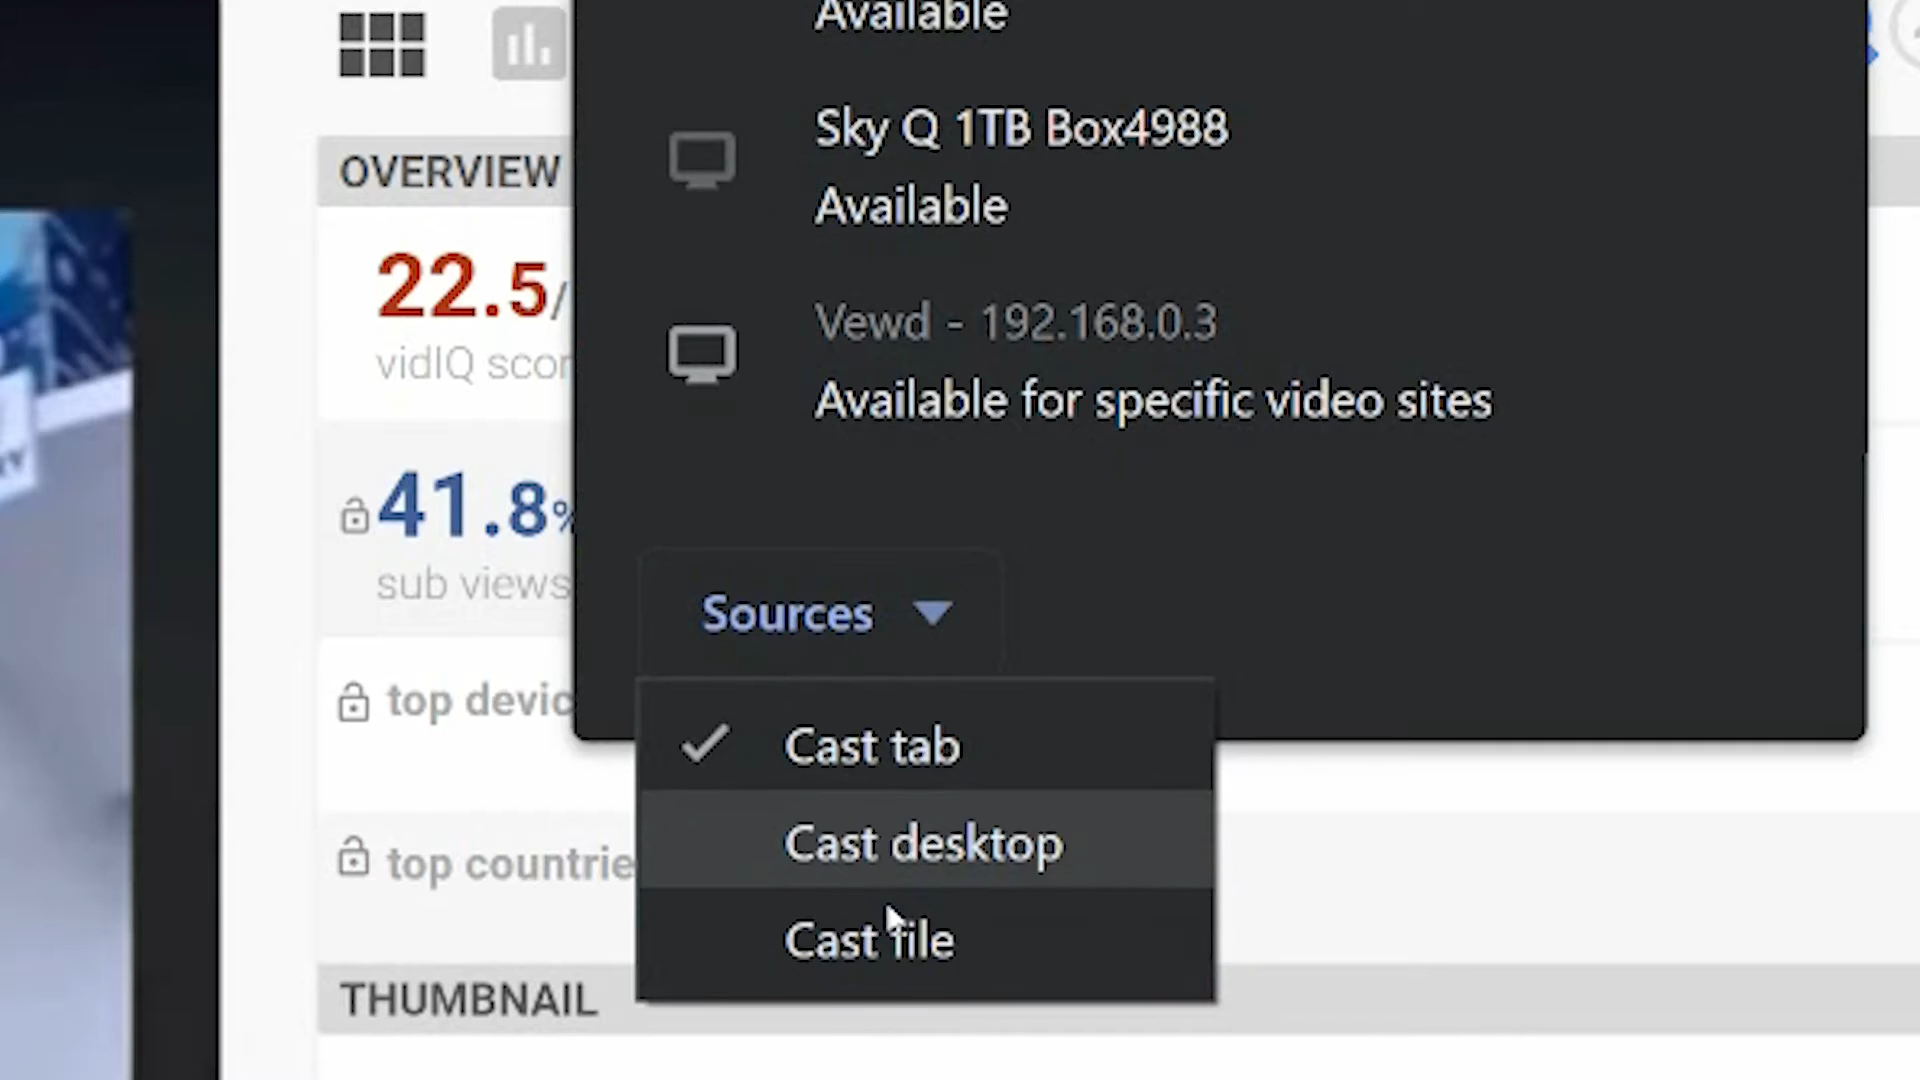 Available
Sky Q 1TB Box4988
Available
Vewd - 192.168.0.3
Available for specific video sites
Sources
Cast tab
Cast desktop
Cast file
OVERVIEW
22.5/
vidIQ scor
41.8%
sub views
top devic
top countrie
THUMBNAIL